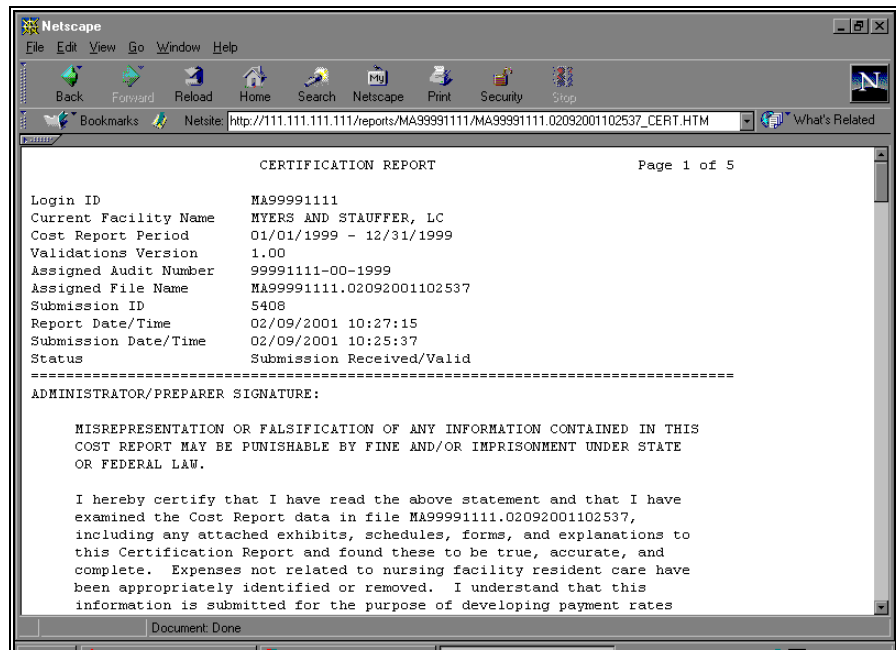 Netscape
File Edit View Go Window Help
My
Back Forward Reload Home Search Netscape Print Security Stop
N
Bookmarks Netsite: http://111.111.111.111/reports/MA99991111/MA99991111.02092001102537_CERT.HTM What's Related
CERTIFICATION REPORT Page 1 of 5
Login ID MA99991111
Current Facility Name MYERS AND STAUFFER, LC
Cost Report Period 01/01/1999 - 12/31/1999
Validations Version 1.00
Assigned Audit Number 99991111-00-1999
Assigned File Name MA99991111.02092001102537
Submission ID 5408
Report Date/Time 02/09/2001 10:27:15
Submission Date/Time 02/09/2001 10:25:37
Status Submission Received/Valid
================================================================================
ADMINISTRATOR/PREPARER SIGNATURE:
MISREPRESENTATION OR FALSIFICATION OF ANY INFORMATION CONTAINED IN THIS
COST REPORT MAY BE PUNISHABLE BY FINE AND/OR IMPRISONMENT UNDER STATE
OR FEDERAL LAW.
I hereby certify that I have read the above statement and that I have
examined the Cost Report data in file MA99991111.02092001102537,
including any attached exhibits, schedules, forms, and explanations to
this Certification Report and found these to be true, accurate, and
complete. Expenses not related to nursing facility resident care have
been appropriately identified or removed. I understand that this
information is submitted for the purpose of developing payment rates
Document: Done